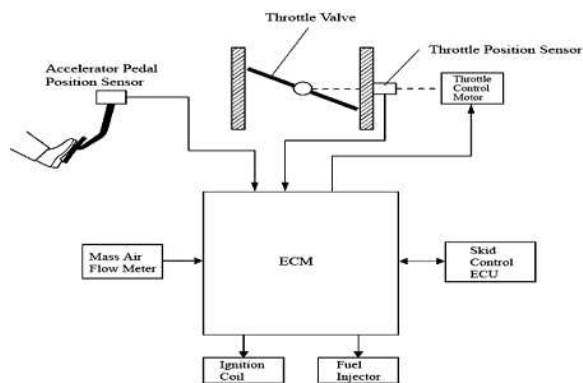 Throttle Valve
Throttle Position Sensor
Accelerator Pedal
Position Sensor
Throttle
Control
Motor
Mass Air
Flow Meter
ECM
Skid
Control
ECU
Ignition
Coil
Fuel
Injector